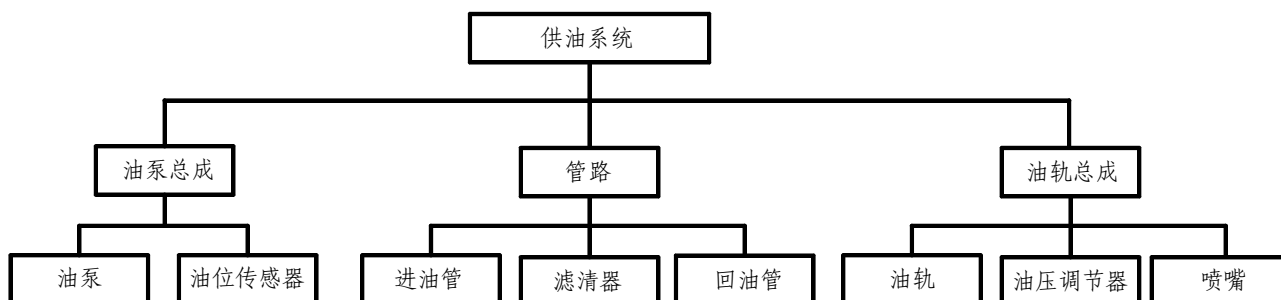 供油系统
油泵总成
管路
油轨总成
油泵
油位传感器
进油管
滤清器
回油管
油轨
油压调节器
喷嘴